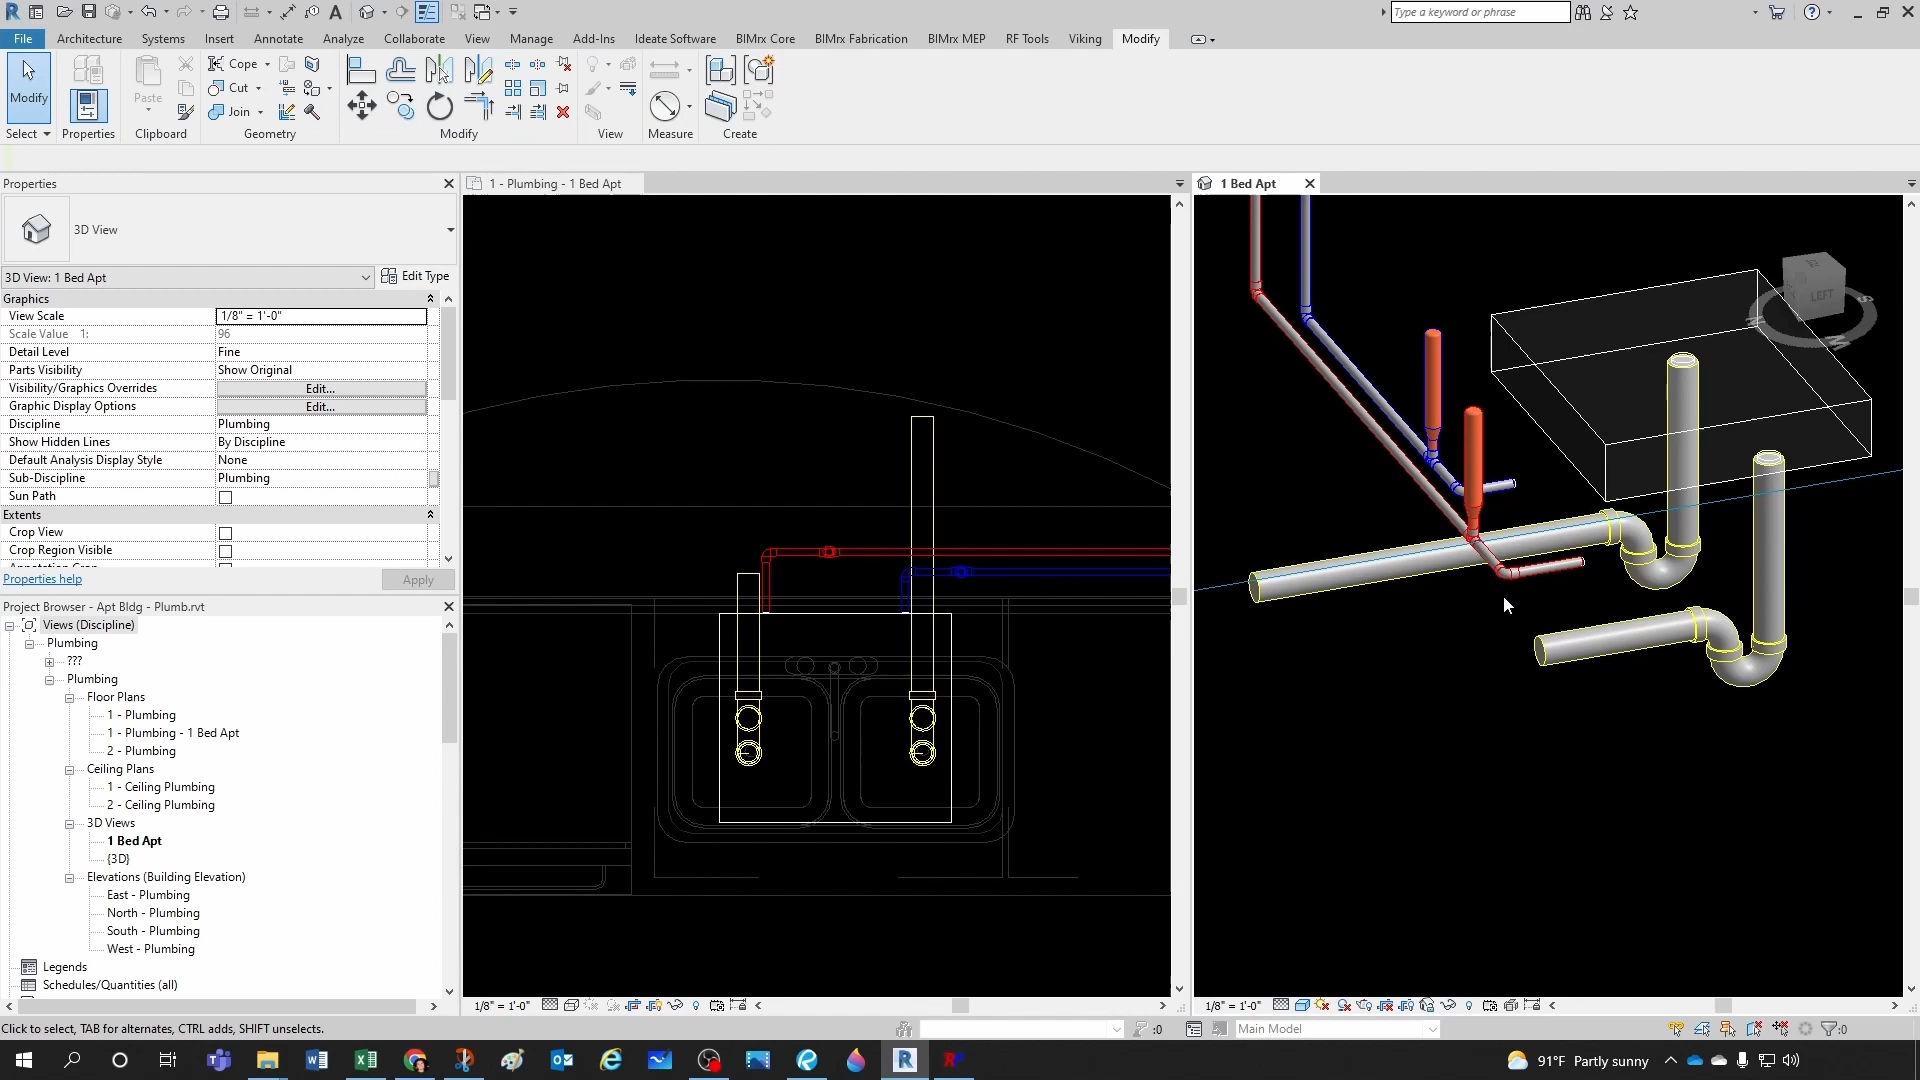 Type a keyword or phrase
File Architecture Systems Insert Annotate Analyze Collaborate View Manage Add-Ins Ideate Software BIMrx Core BIMrx Fabrication BIMrx MEP RF Tools Viking Modify
Modify Paste Cope Cut Join
Select Properties Clipboard Geometry Modify View Measure Create
Properties
1 - Plumbing - 1 Bed Apt
1 Bed Apt
3D View
3D View: 1 Bed Apt Edit Type
Graphics
View Scale 1/8" = 1'-0"
Scale Value 1: 96
Detail Level Fine
Parts Visibility Show Original
Visibility/Graphics Overrides Edit...
Graphic Display Options Edit...
Discipline Plumbing
Show Hidden Lines By Discipline
Default Analysis Display Style None
Sub-Discipline Plumbing
Sun Path
Extents
Crop View
Crop Region Visible
Properties help Apply
Project Browser - Apt Bldg - Plumb.rvt
Views (Discipline)
Plumbing
???
Plumbing
Floor Plans
1 - Plumbing
1 - Plumbing - 1 Bed Apt
2 - Plumbing
Ceiling Plans
1 - Ceiling Plumbing
2 - Ceiling Plumbing
3D Views
1 Bed Apt
{3D}
Elevations (Building Elevation)
East - Plumbing
North - Plumbing
South - Plumbing
West - Plumbing
Legends
Schedules/Quantities (all)
LEFT
1/8" = 1'-0"
1/8" = 1'-0"
Click to select, TAB for alternates, CTRL adds, SHIFT unselects.
:0
Main Model
:0
91°F Partly sunny